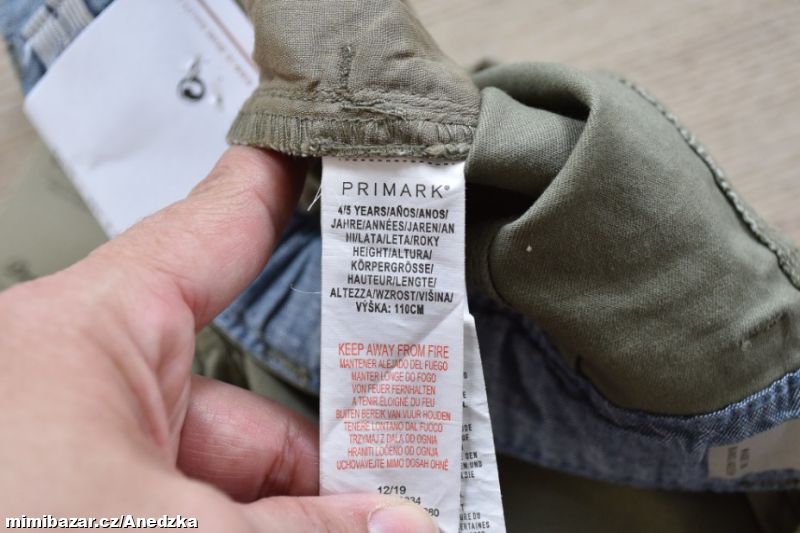 PRIMARK®
4/5 YEARS/AÑOS/ANOS/
JAHRE/ANNÉES/JAREN/AN
NI/LATA/LETA/ROKY
HEIGHT/ALTURA/
KÖRPERGRÖSSE/
HAUTEUR/LENGTE/
ALTEZZA/WZROST/VIŠINA/
VÝŠKA: 110CM
KEEP AWAY FROM FIRE
MANTENER ALEJADO DEL FUEGO
MANTER LONGE DO FOGO
VON FEUER FERNHALTEN
A TENIR ÉLOIGNÉ DU FEU
BUITEN BEREIK VAN VUUR HOUDEN
TENERE LONTANO DAL FUOCO
TRZYMAJ Z DALA OD OGNIA
HRANITI LOČENO OD OGNJA
UCHOVÁVEJTE MIMO DOSAH OHNĚ
12/19
mimibazar.cz/Anedzka